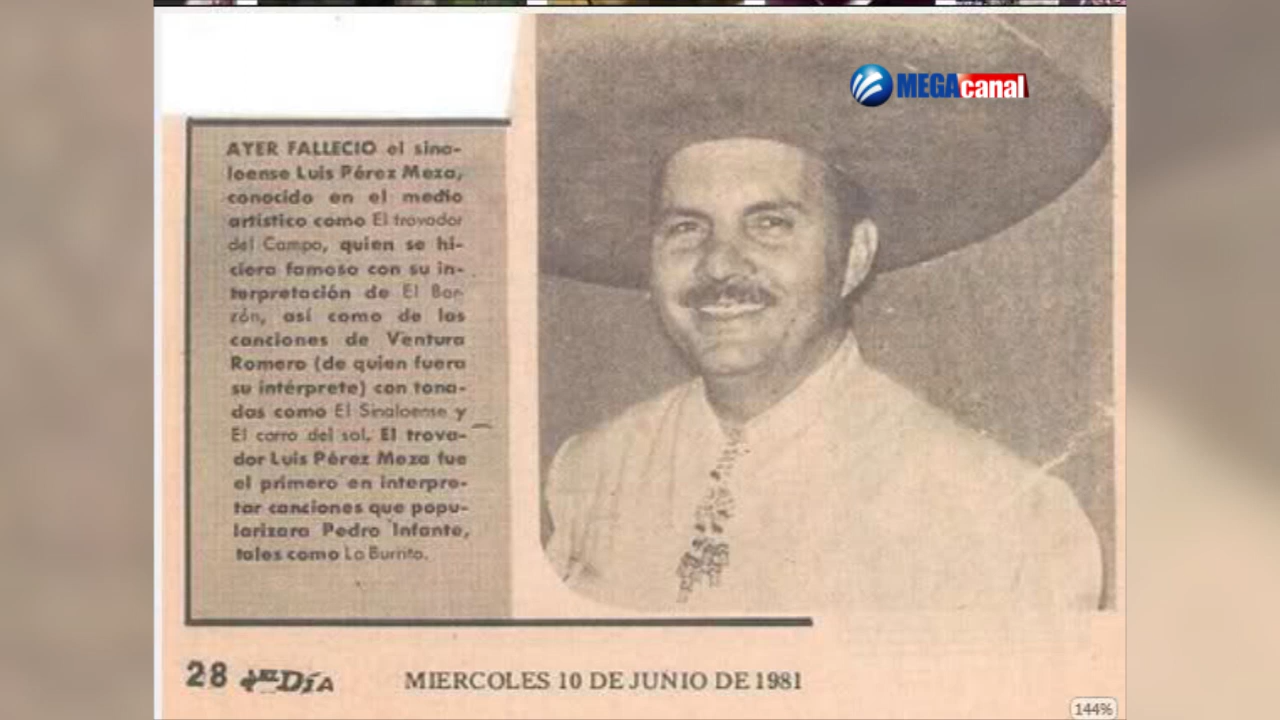 MEGAcanal
AYER FALLECIO el sina-
loense Luis Pérez Meza,
conocido en el medio
artístico como El trovador
del Campo, quien se hi-
ciera famoso con su in-
terpretación de El Bar-
zón, así como de las
canciones de Ventura
Romero (de quien fuera
su intérprete) con tona-
das como El Sinaloense y
El carro del sol. El trova-
dor Luis Pérez Meza fue
el primero en interpre-
tar canciones que popu-
larizara Pedro Infante,
tales como La Burrita.
28 DíA
MIERCOLES 10 DE JUNIO DE 1981
144%